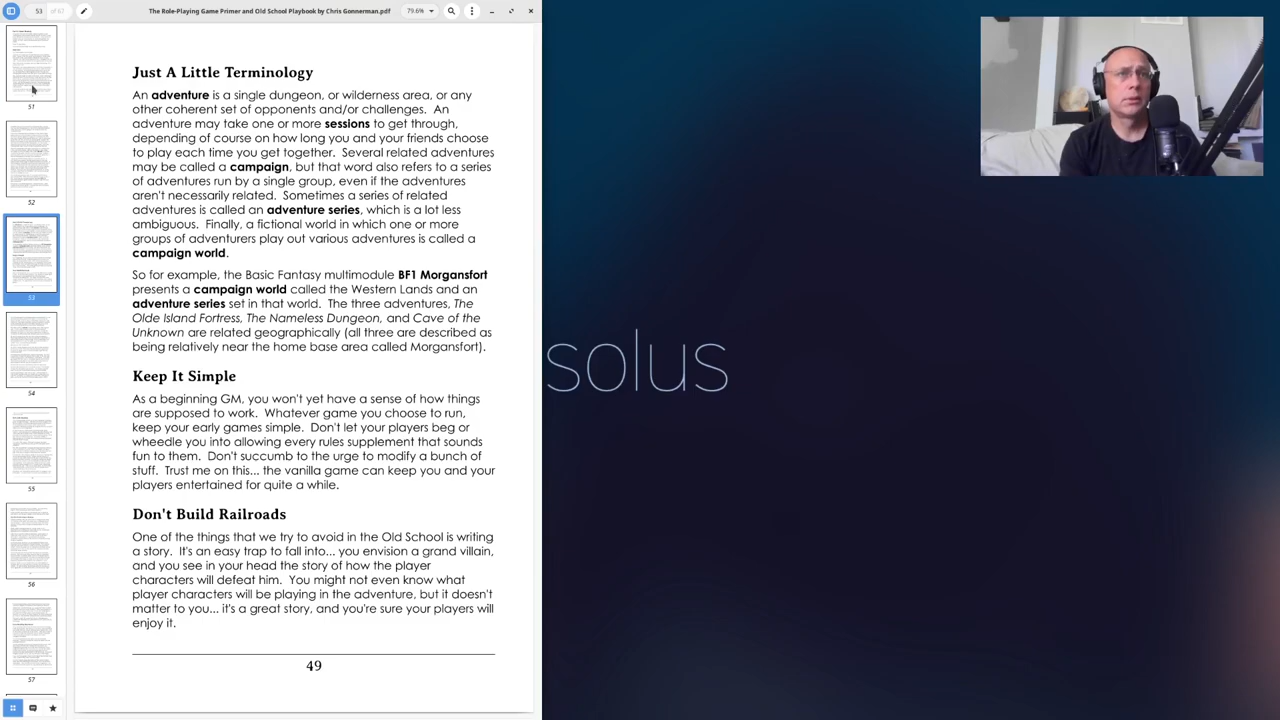 53 of 67
The Role-Playing Game Primer and Old School Playbook by Chris Gonnerman.pdf
79.6%
51
52
53
54
55
56
57
Just A Little Terminology
An adventure is a single dungeon, or wilderness area, or
other coherent set of opponents and/or challenges. An
adventure may take one or more sessions to get through,
depending of course on how long you and your friends like
to play each time you get together. Several related adventures
may be called a campaign, but that word also refers to a series
of adventures run by a single group, even if the adventures
aren't necessarily related. Sometimes a series of related
adventures is called an adventure series, which is a lot less
ambiguous. Finally, a fictional world in which one or more
groups of adventurers play in various adventures is called a
campaign world.
So for example, the Basic Fantasy multimodule BF1 Morgansfort
presents a campaign world called the Western Lands and an
adventure series set in that world. The three adventures, The
Olde Island Fortress, The Nameless Dungeon, and Cave of the
Unknown are related geographically (all three are described as
being relatively near the home base area called Morgansfort).
Keep It Simple
As a beginning GM, you won't yet have a sense of how things
are supposed to work. Whatever game you choose to run,
keep your first games simple. Don't let your players beg or
wheedle you into allowing every rules supplement that sounds
fun to them. Don't succumb to the urge to modify a bunch of
stuff. Trust me on this... the vanilla game can keep you and your
players entertained for quite a while.
Don't Build Railroads
One of the things that we try to avoid in the Old School is writing
a story. It's an easy trap to fall into... you envision a grand villain,
and you see in your head the story of how the player
characters will defeat him. You might not even know what
player characters will be playing in the adventure, but it doesn't
matter to you... it's a great story, and you're sure your players will
enjoy it.
49
solus